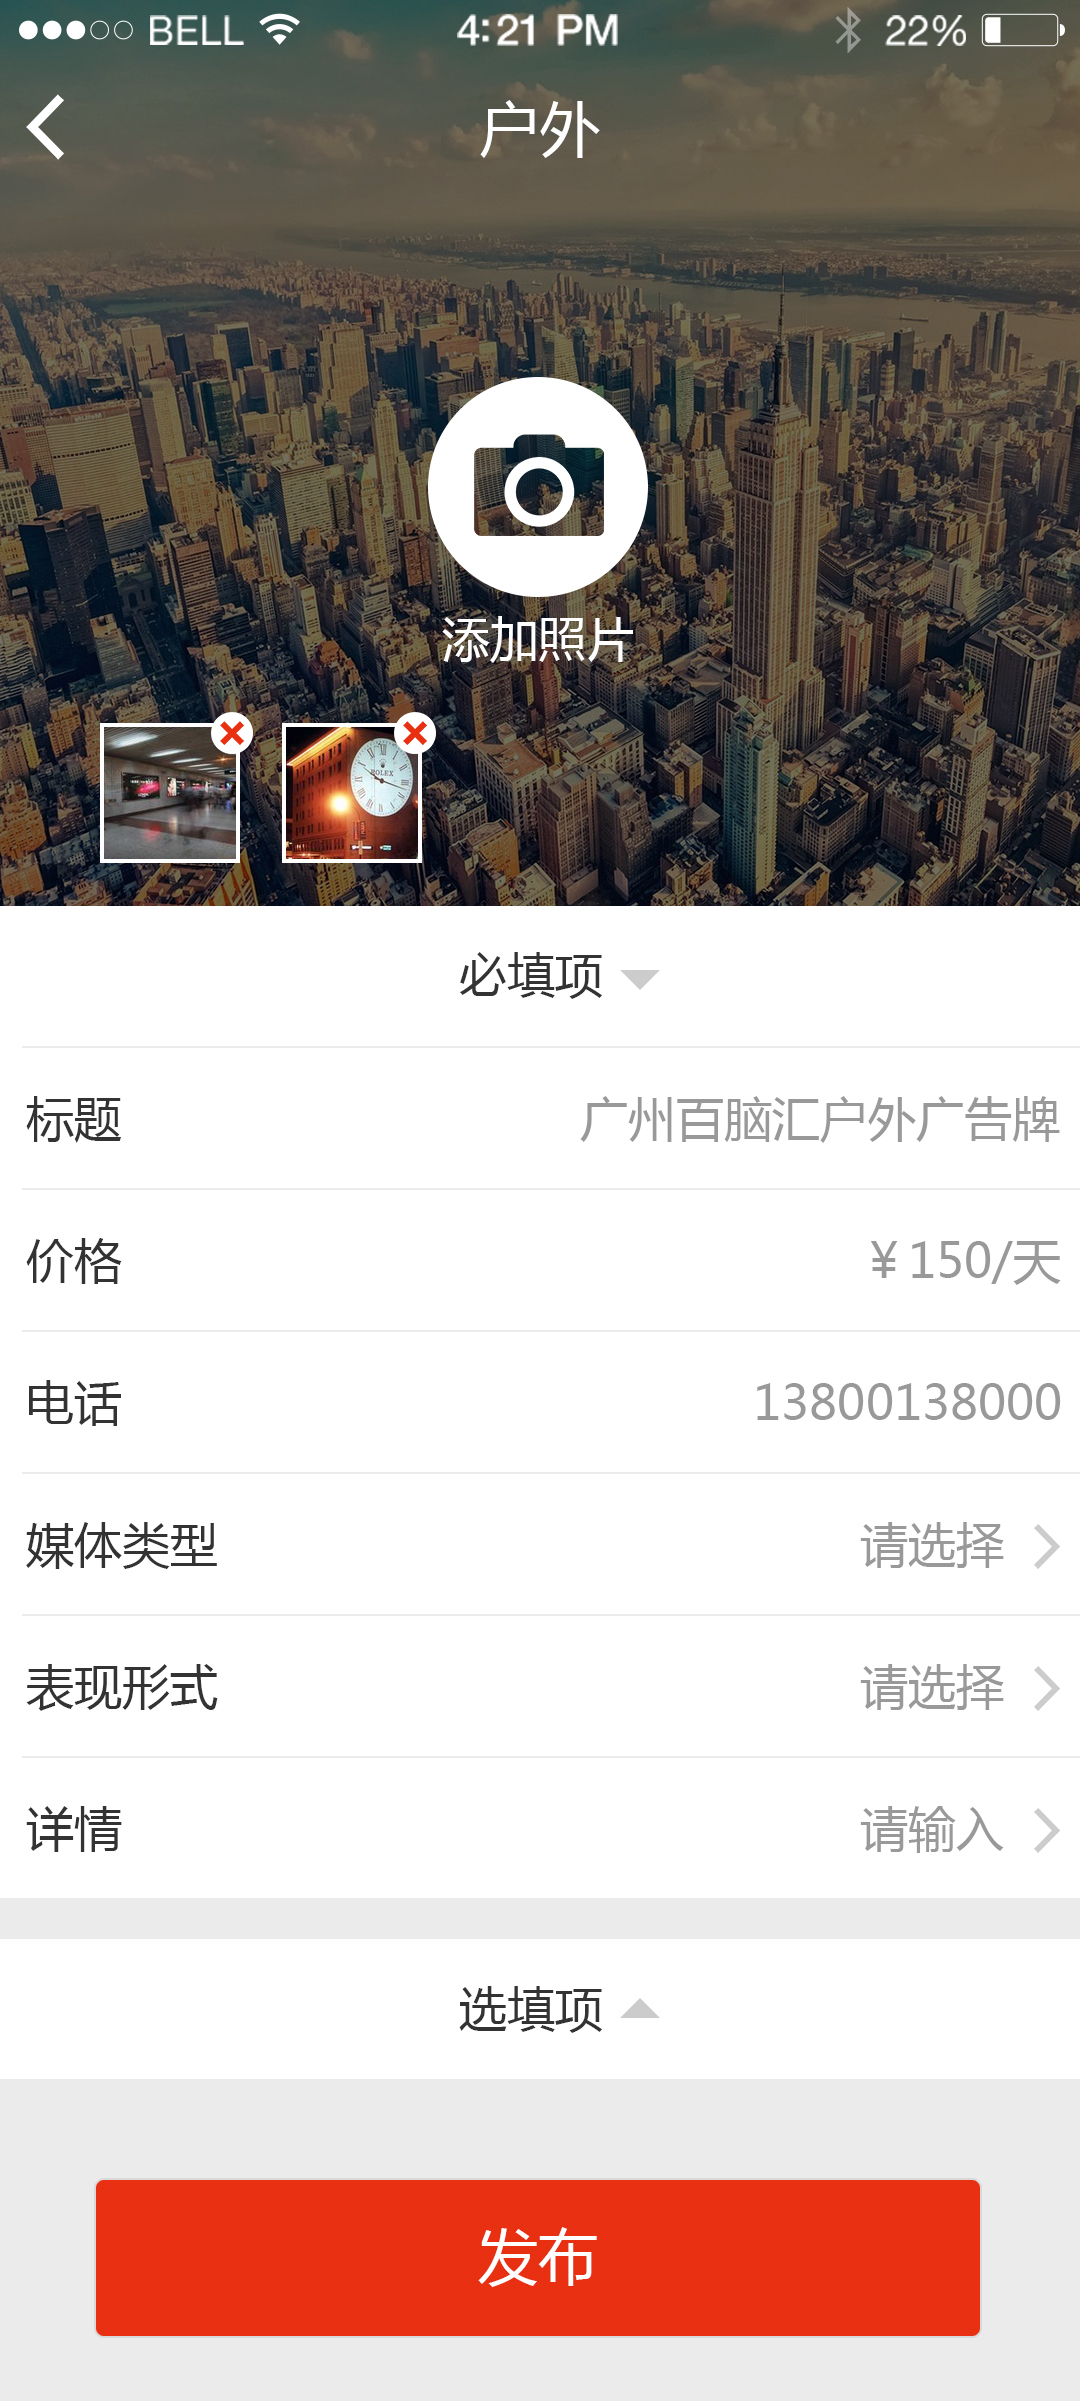 BELL 4:21 PM 22%
户外
添加照片
ROLEX
必填项
标题 广州百脑汇户外广告牌
价格 ¥150/天
电话 13800138000
媒体类型 请选择
表现形式 请选择
详情 请输入
选填项
发布